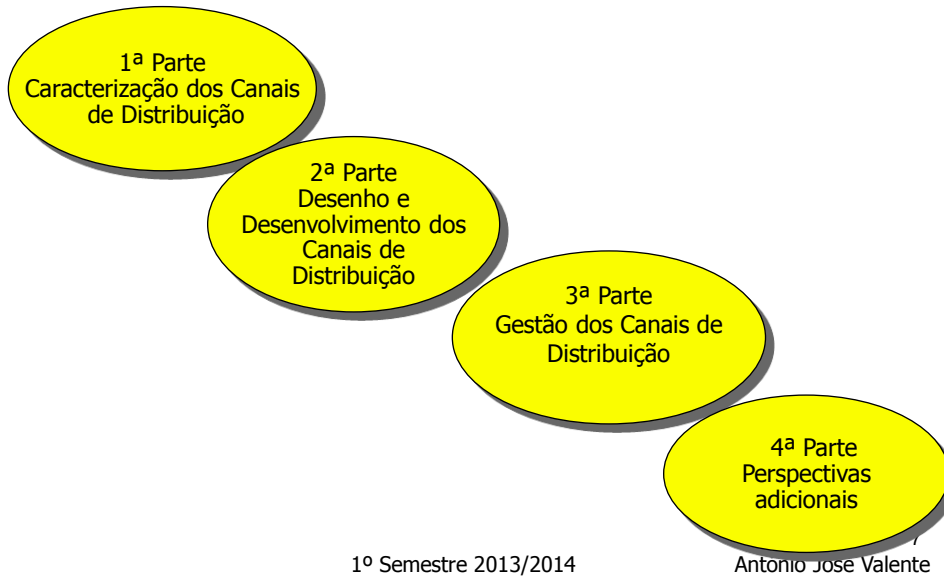 1ª Parte
Caracterização dos Canais
de Distribuição
2ª Parte
Desenho e
Desenvolvimento dos
Canais de
Distribuição
3ª Parte
Gestão dos Canais de
Distribuição
4ª Parte
Perspectivas
adicionais
1º Semestre 2013/2014
António José Valente